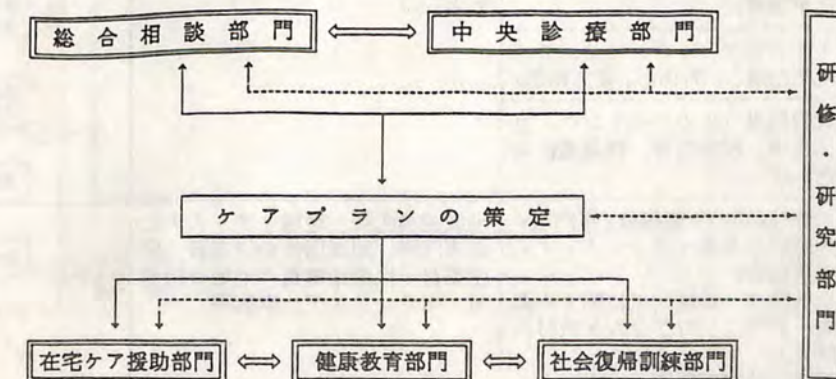 総合相談部門
中央診療部門
ケアプランの策定
在宅ケア援助部門
健康教育部門
社会復帰訓練部門
研修・研究部門